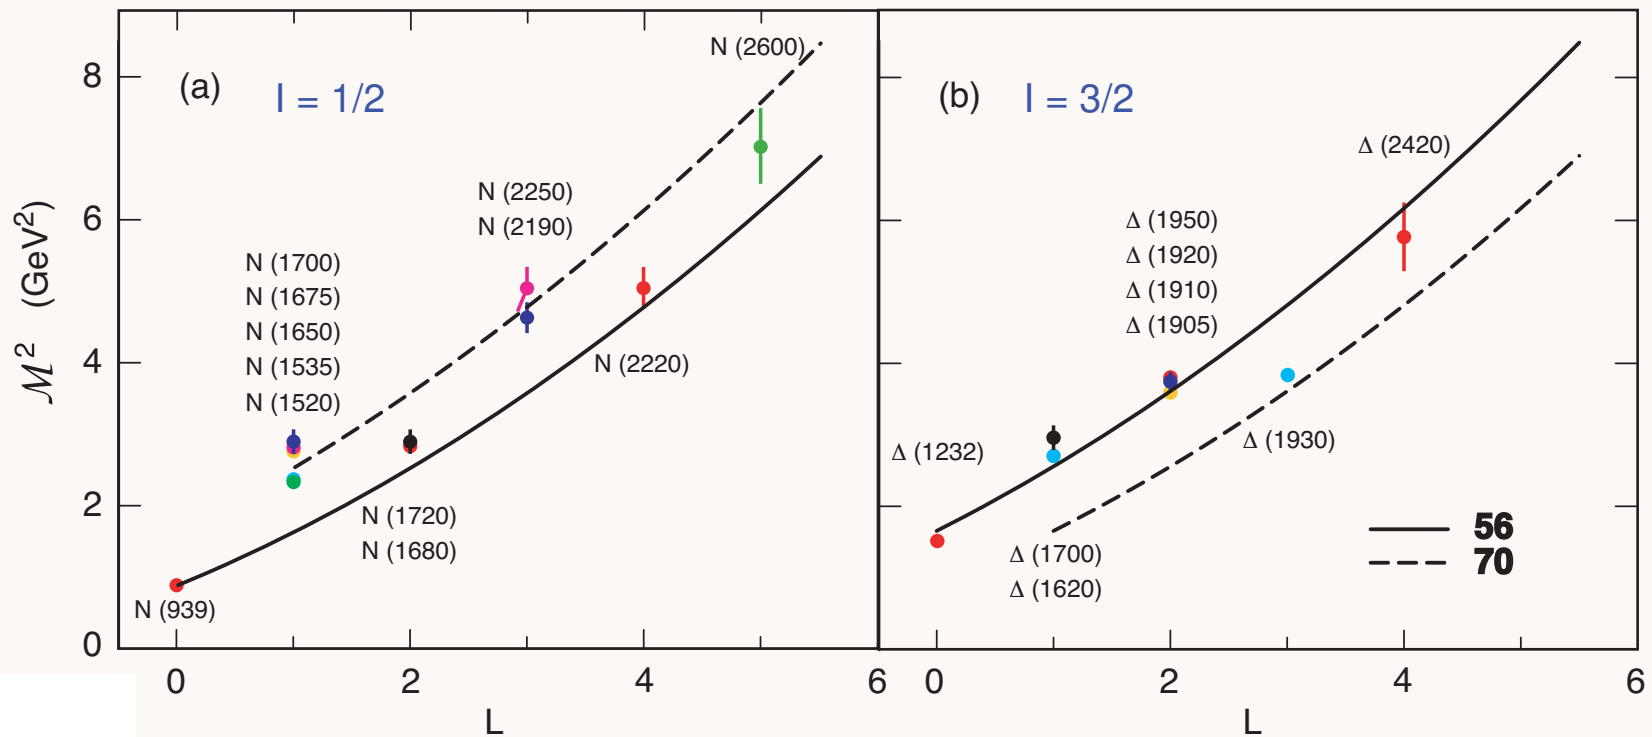 (a)
I = 1/2
N (2600)
N (2250)
N (2190)
N (1700)
N (1675)
N (1650)
N (1535)
N (1520)
N (2220)
N (1720)
N (1680)
N (939)
8
6
4
2
0
ℳ² (GeV²)
0 2 4 6
L
(b)
I = 3/2
Δ (2420)
Δ (1950)
Δ (1920)
Δ (1910)
Δ (1905)
Δ (1232)
Δ (1930)
Δ (1700)
Δ (1620)
56
70
0 2 4 6
L